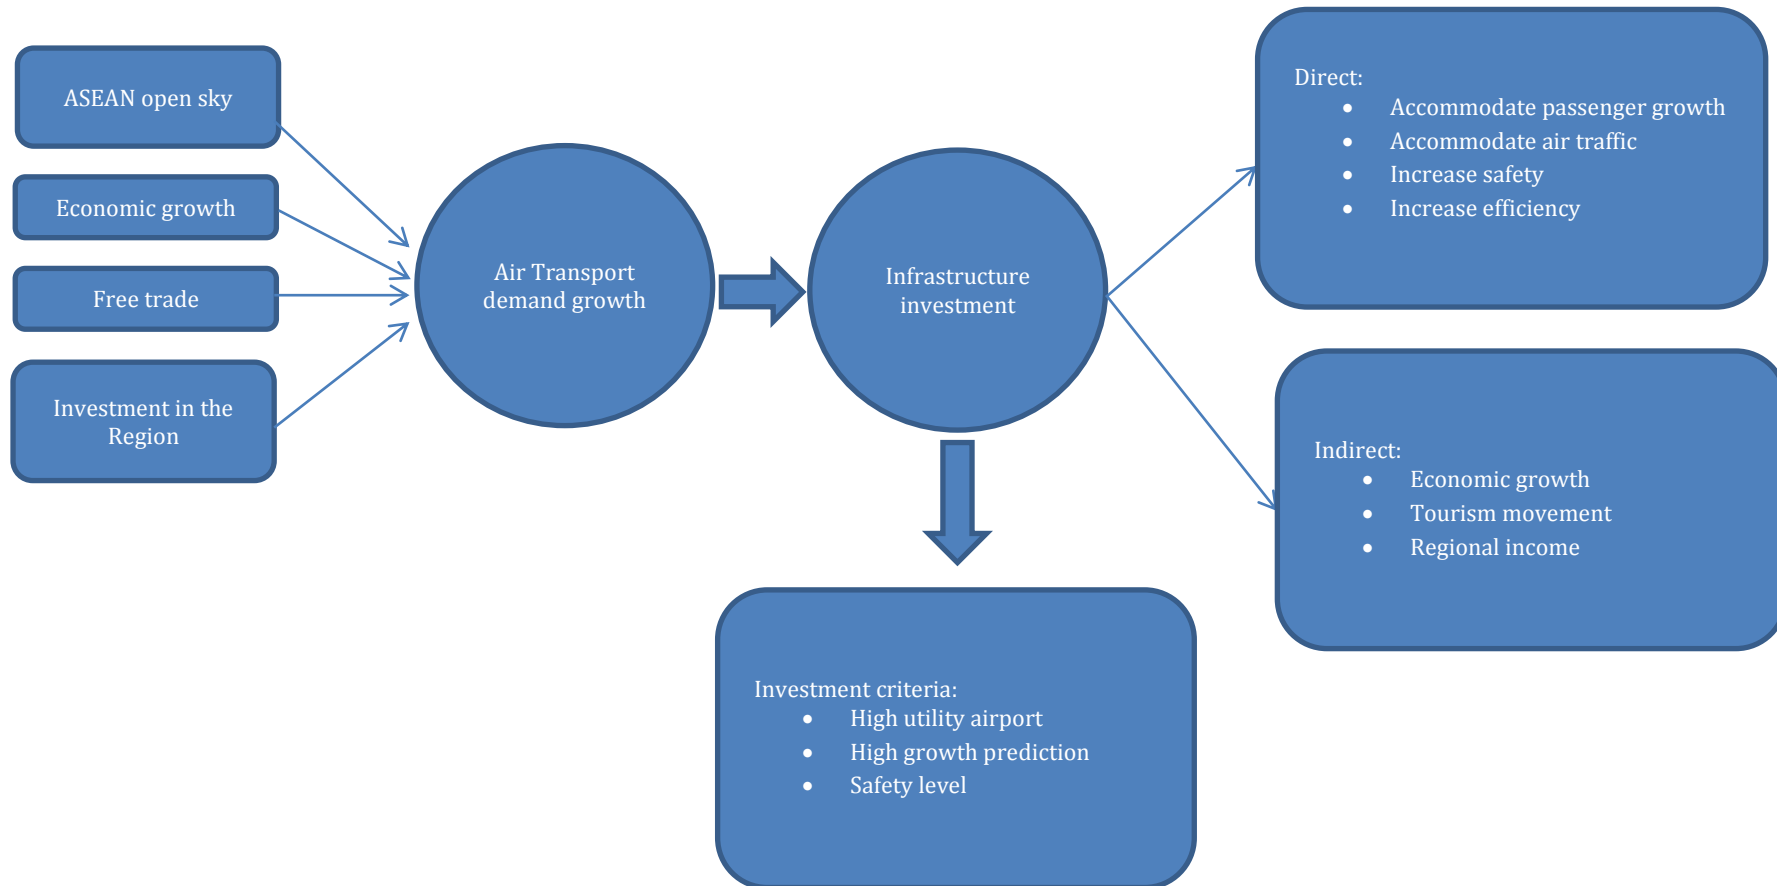 ASEAN open sky
Economic growth
Free trade
Investment in the
Region
Air Transport
demand growth
Infrastructure
investment
Direct:
• Accommodate passenger growth
• Accommodate air traffic
• Increase safety
• Increase efficiency
Indirect:
• Economic growth
• Tourism movement
• Regional income
Investment criteria:
• High utility airport
• High growth prediction
• Safety level